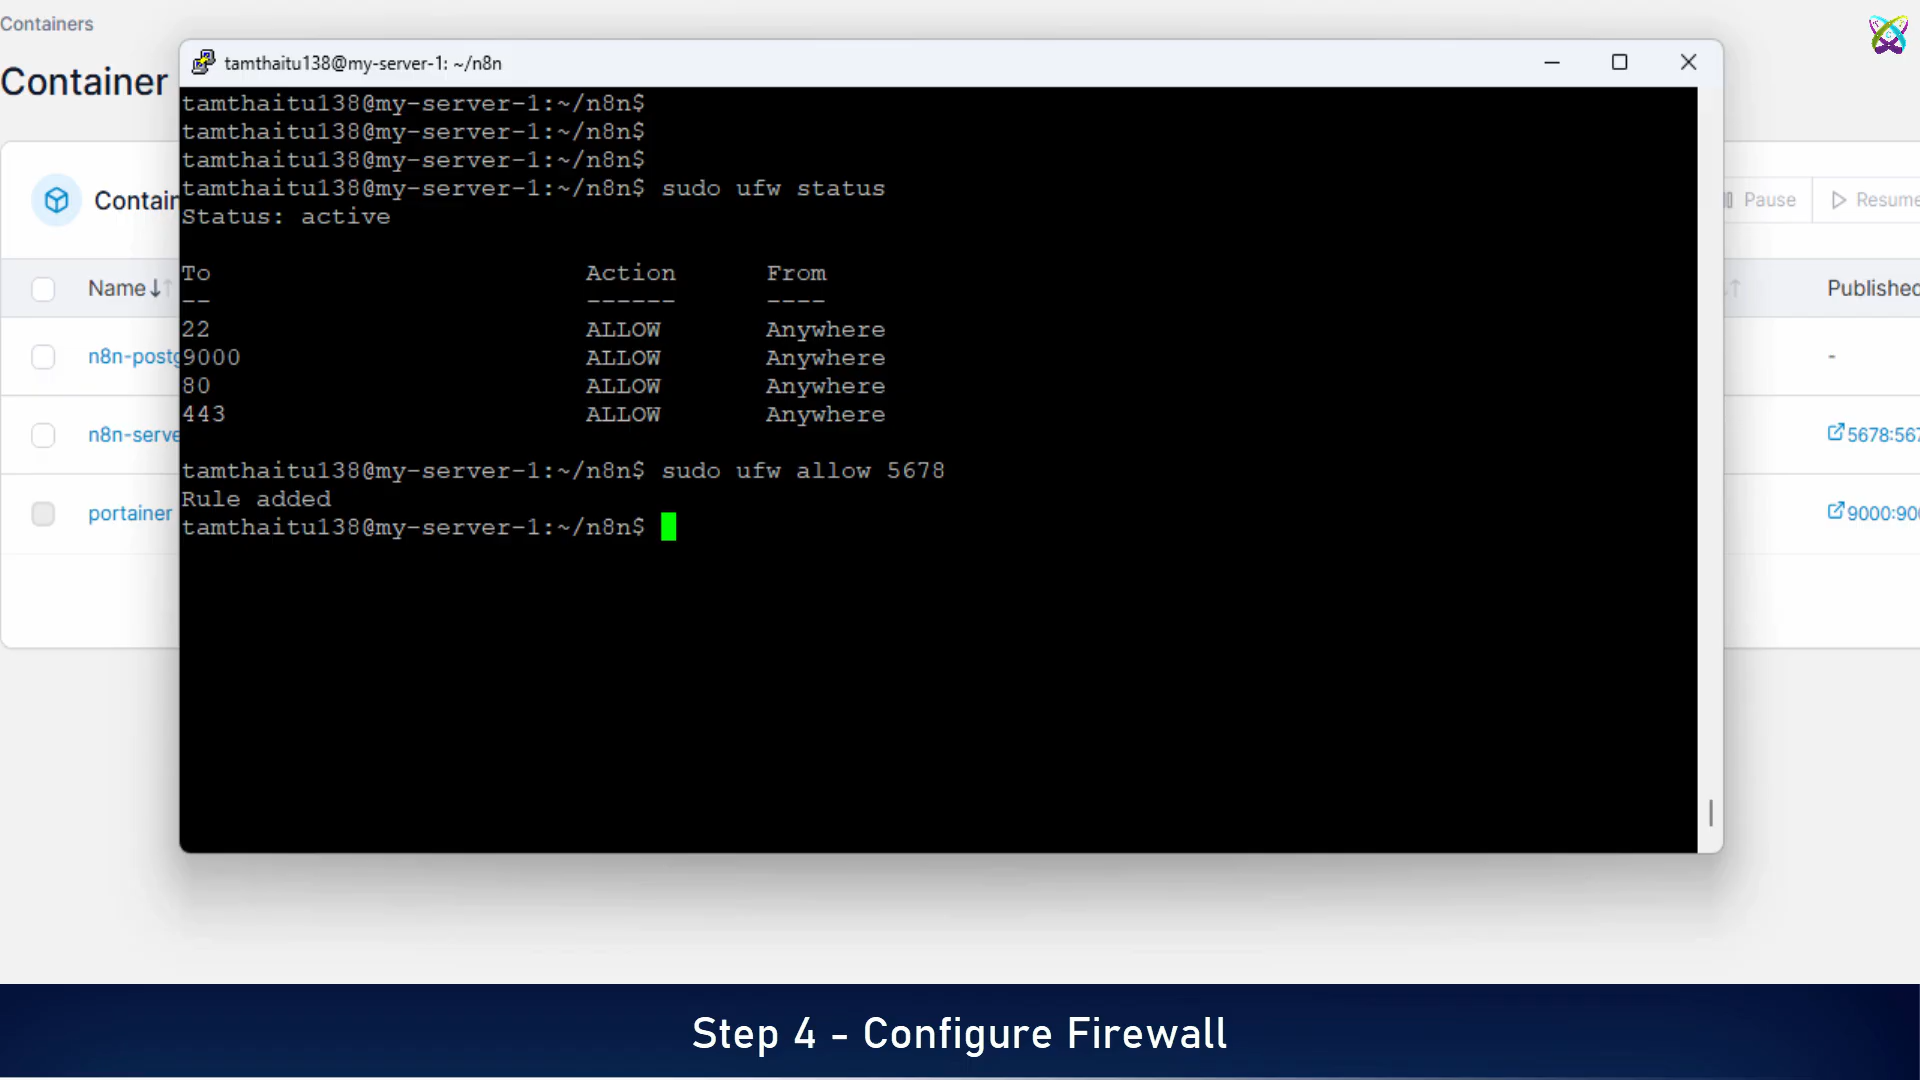 Containers
Container
tamthaitu138@my-server-1: ~/n8n
tamthaitu138@my-server-1:~/n8n$
tamthaitu138@my-server-1:~/n8n$
tamthaitu138@my-server-1:~/n8n$
tamthaitu138@my-server-1:~/n8n$ sudo ufw status
Status: active
To Action From
-- ------ ----
22 ALLOW Anywhere
9000 ALLOW Anywhere
80 ALLOW Anywhere
443 ALLOW Anywhere
tamthaitu138@my-server-1:~/n8n$ sudo ufw allow 5678
Rule added
tamthaitu138@my-server-1:~/n8n$
Contain
Pause
Resume
Name
Published
n8n-postg
-
n8n-serve
5678:567
portainer
9000:900
Step 4 - Configure Firewall